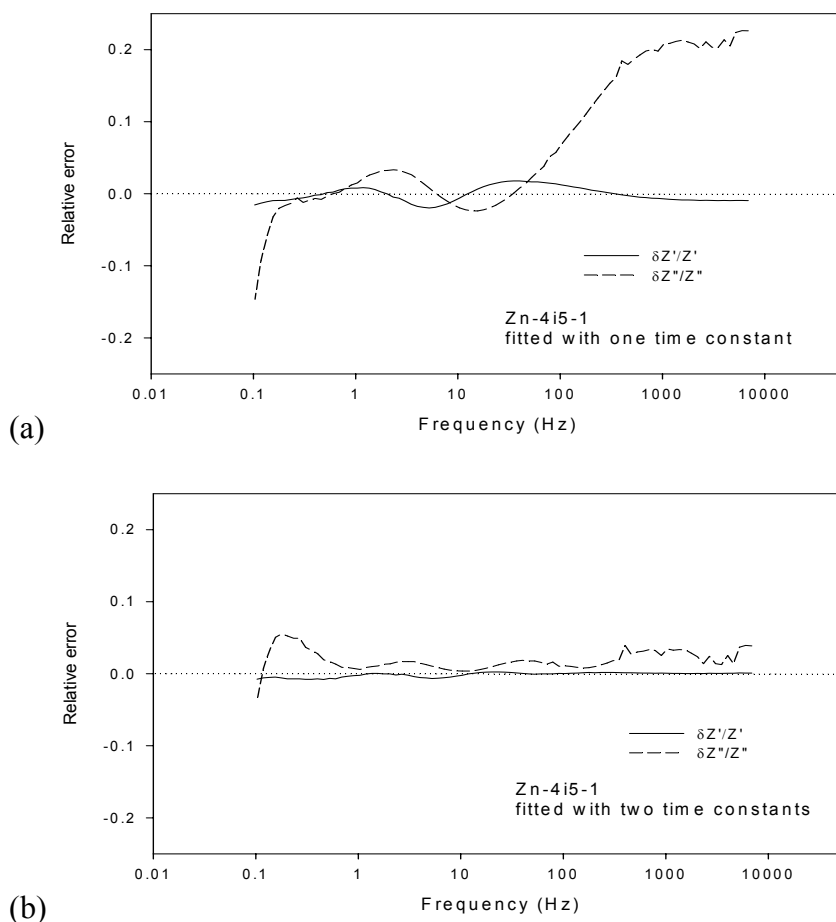 0.2
0.1
0.0
-0.1
-0.2
Relative error
δZ'/Z'
δZ"/Z"
Zn-4i5-1
fitted with one time constant
0.01 0.1 1 10 100 1000 10000
Frequency (Hz)
(a)
0.2
0.1
0.0
-0.1
-0.2
Relative error
δZ'/Z'
δZ"/Z"
Zn-4i5-1
fitted with two time constants
0.01 0.1 1 10 100 1000 10000
Frequency (Hz)
(b)